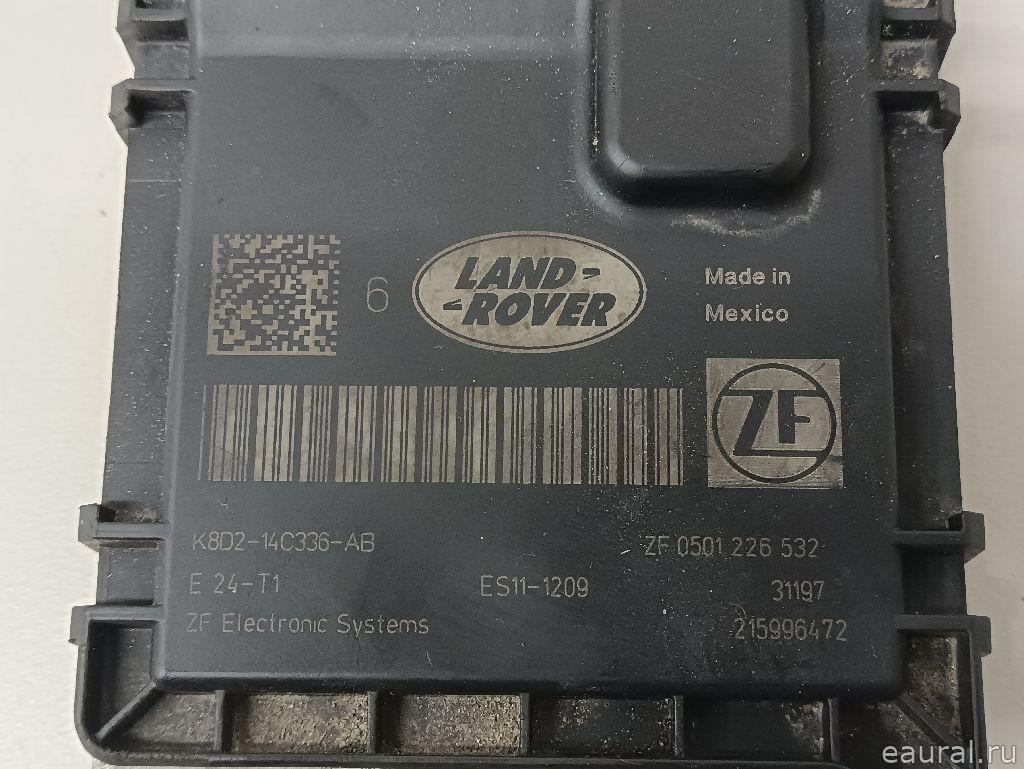 6
LAND-
-ROVER
Made in
Mexico
ZF
K8D2-14C336-AB
ZF 0501 226 532
E 24-T1
ES11-1209
31197
ZF Electronic Systems
215996472
eaural.ru